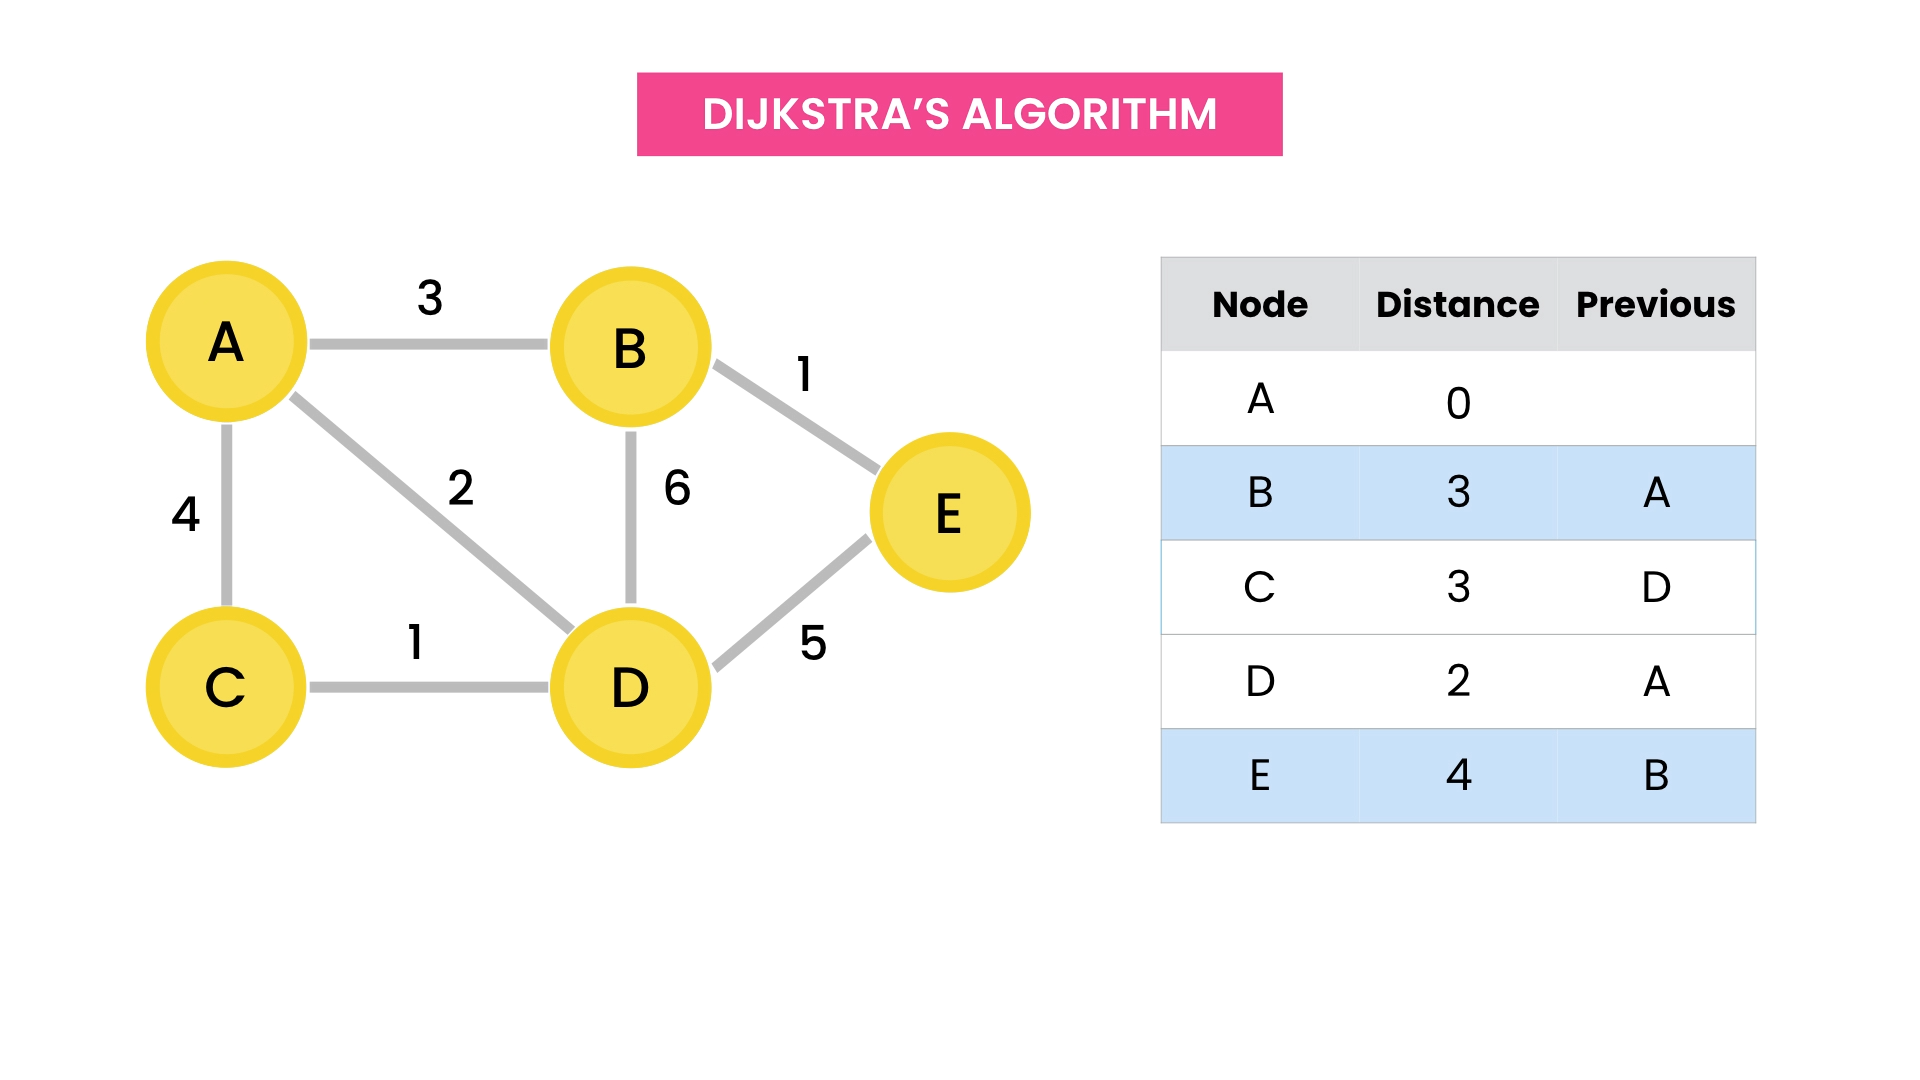 DIJKSTRA’S ALGORITHM
A
3
B
1
4
2
6
E
C
1
D
5
Node Distance Previous
A 0
B 3 A
C 3 D
D 2 A
E 4 B